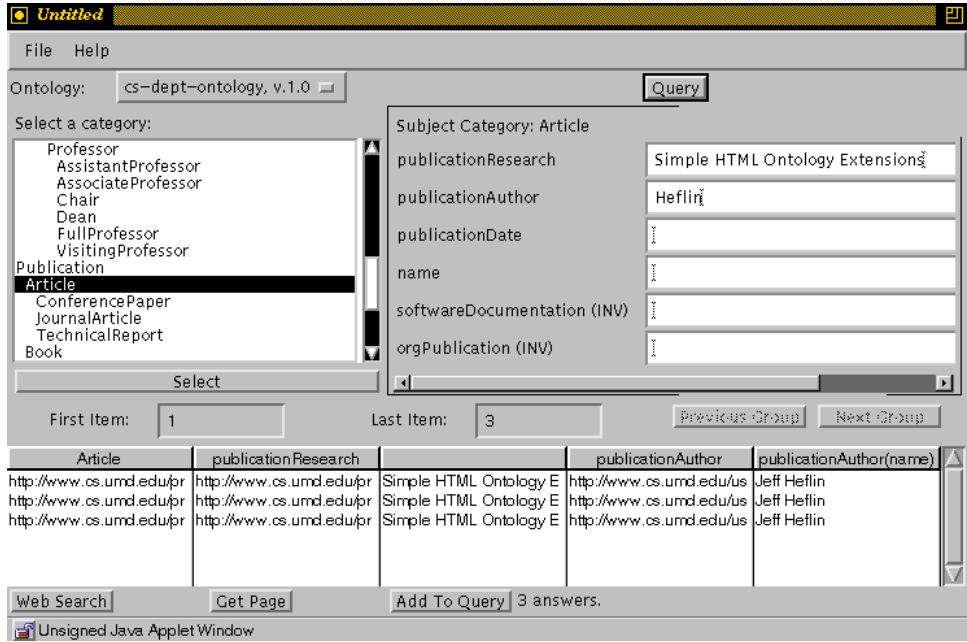 Untitled
File Help
Ontology: cs-dept-ontology, v.1.0 Query
Select a category:
Professor
AssistantProfessor
AssociateProfessor
Chair
Dean
FullProfessor
VisitingProfessor
Publication
Article
ConferencePaper
JournalArticle
TechnicalReport
Book
Select
Subject Category: Article
publicationResearch Simple HTML Ontology Extensions
publicationAuthor Heflin
publicationDate
name
softwareDocumentation (INV)
orgPublication (INV)
First Item: 1 Last Item: 3 Previous Group Next Group
Article publicationResearch publicationAuthor publicationAuthor(name)
http://www.cs.umd.edu/pr http://www.cs.umd.edu/pr Simple HTML Ontology E http://www.cs.umd.edu/us Jeff Heflin
http://www.cs.umd.edu/pr http://www.cs.umd.edu/pr Simple HTML Ontology E http://www.cs.umd.edu/us Jeff Heflin
http://www.cs.umd.edu/pr http://www.cs.umd.edu/pr Simple HTML Ontology E http://www.cs.umd.edu/us Jeff Heflin
Web Search Get Page Add To Query 3 answers.
Unsigned Java Applet Window